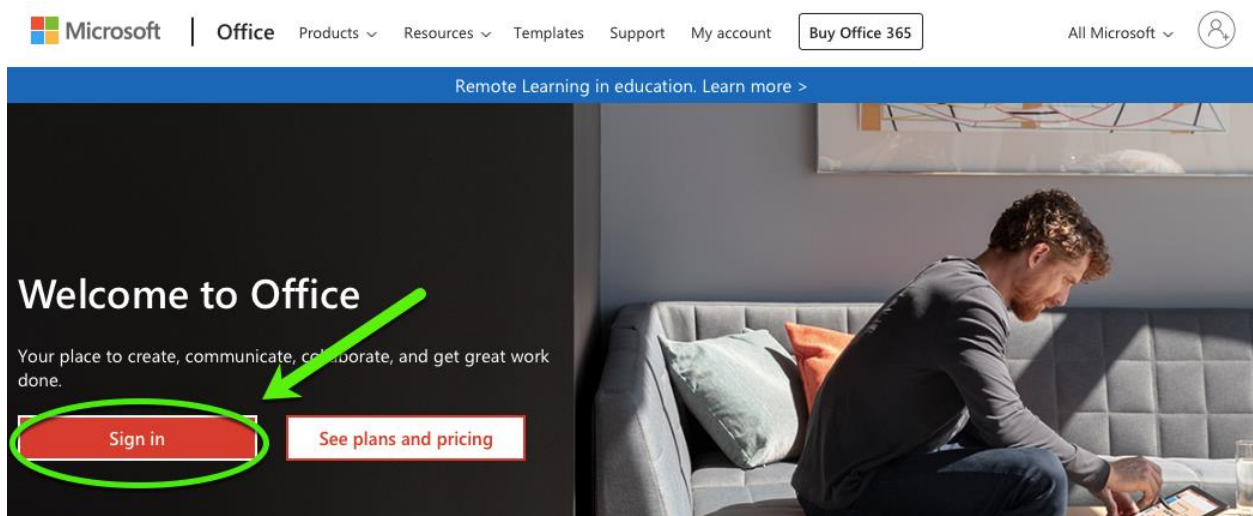 Microsoft | Office Products Resources Templates Support My account Buy Office 365 All Microsoft
Remote Learning in education. Learn more >
Welcome to Office
Your place to create, communicate, collaborate, and get great work
done.
Sign in See plans and pricing